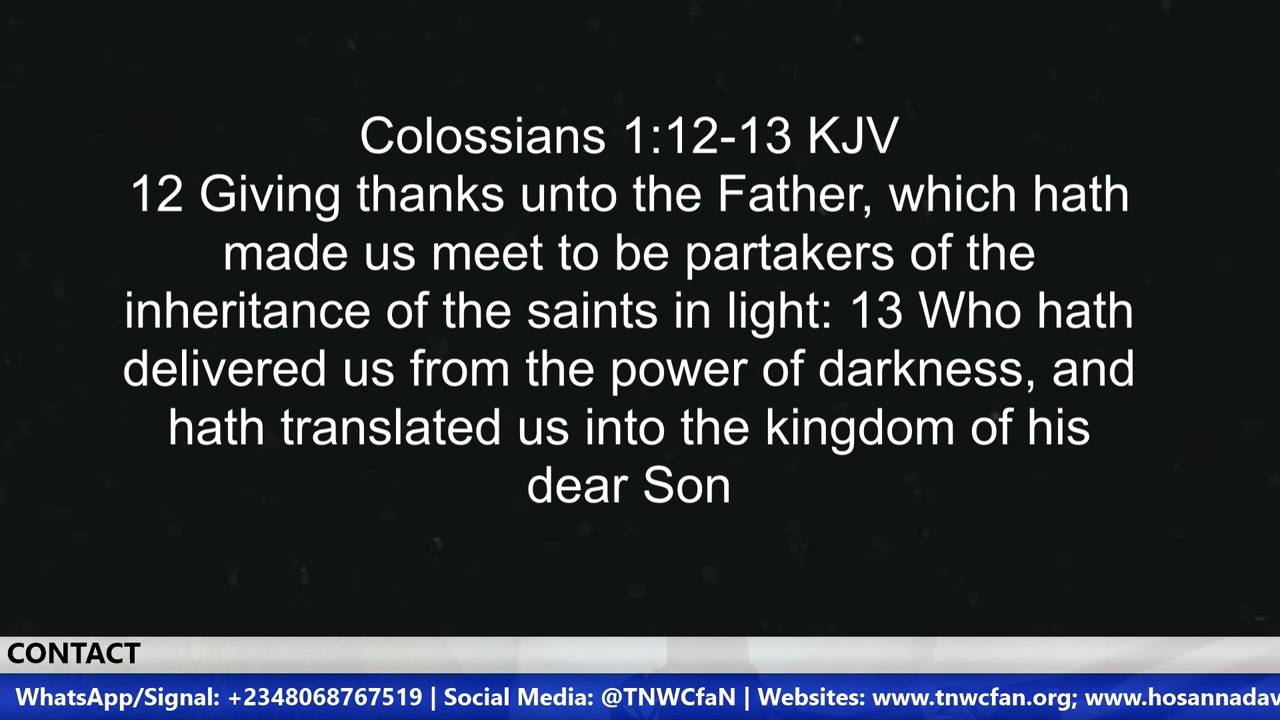 Colossians 1:12-13 KJV
12 Giving thanks unto the Father, which hath
made us meet to be partakers of the
inheritance of the saints in light: 13 Who hath
delivered us from the power of darkness, and
hath translated us into the kingdom of his
dear Son
CONTACT
WhatsApp/Signal: +2348068767519 | Social Media: @TNWCfaN | Websites: www.tnwcfan.org; www.hosannadav